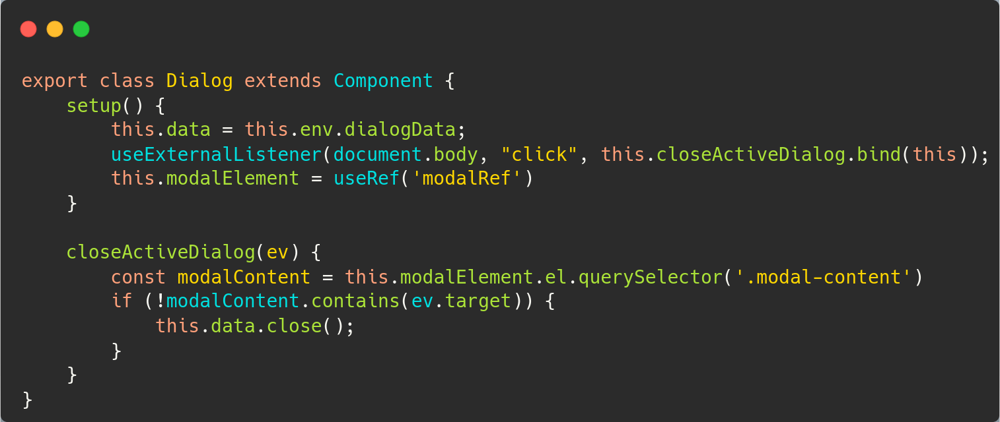 export class Dialog extends Component {
    setup() {
        this.data = this.env.dialogData;
        useExternalListener(document.body, "click", this.closeActiveDialog.bind(this));
        this.modalElement = useRef('modalRef')
    }

    closeActiveDialog(ev) {
        const modalContent = this.modalElement.el.querySelector('.modal-content')
        if (!modalContent.contains(ev.target)) {
            this.data.close();
        }
    }
}